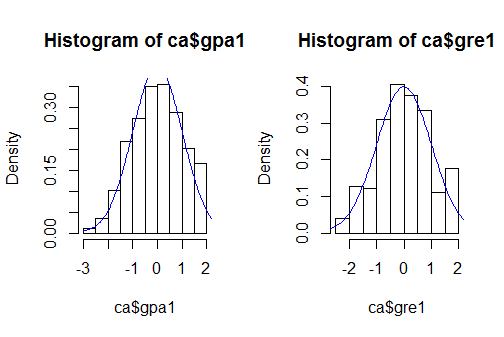 Histogram of ca$gpa1
Density
0.00 0.15 0.30
-3 -1 0 1 2
ca$gpa1
Histogram of ca$gre1
Density
0.0 0.1 0.2 0.3 0.4
-2 -1 0 1 2
ca$gre1